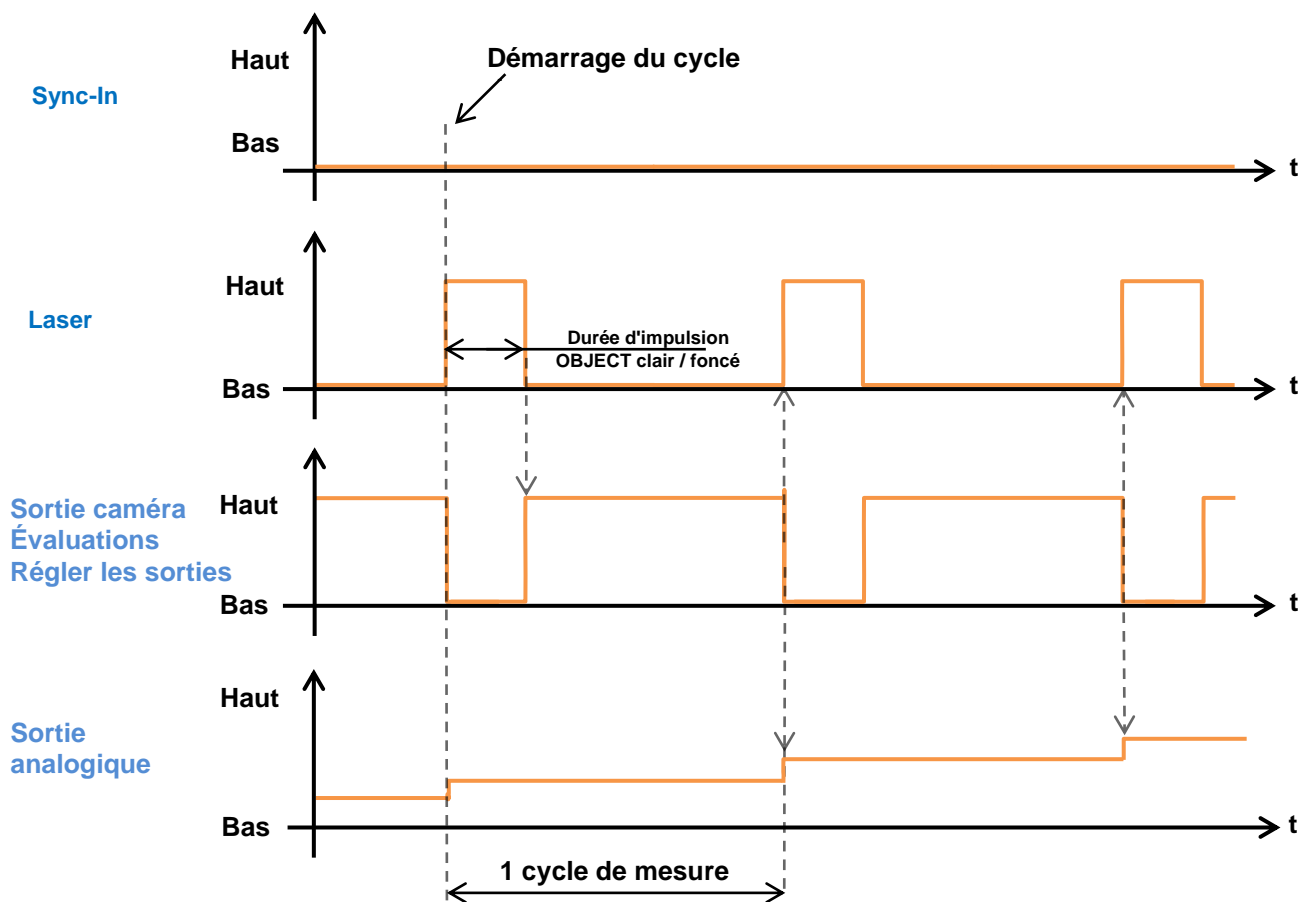 Haut
Démarrage du cycle
Sync-In
Bas
t
Haut
Laser
Durée d'impulsion
OBJECT clair / foncé
Bas
t
Haut
Sortie caméra
Évaluations
Régler les sorties
Bas
t
Haut
Sortie
analogique
Bas
t
1 cycle de mesure